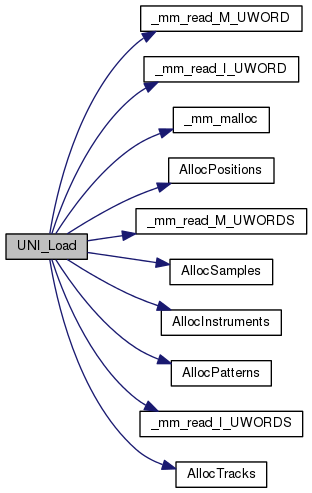 _mm_read_M_UWORD
_mm_read_I_UWORD
_mm_malloc
AllocPositions
UNI_Load
_mm_read_M_UWORDS
AllocSamples
AllocInstruments
AllocPatterns
_mm_read_I_UWORDS
AllocTracks